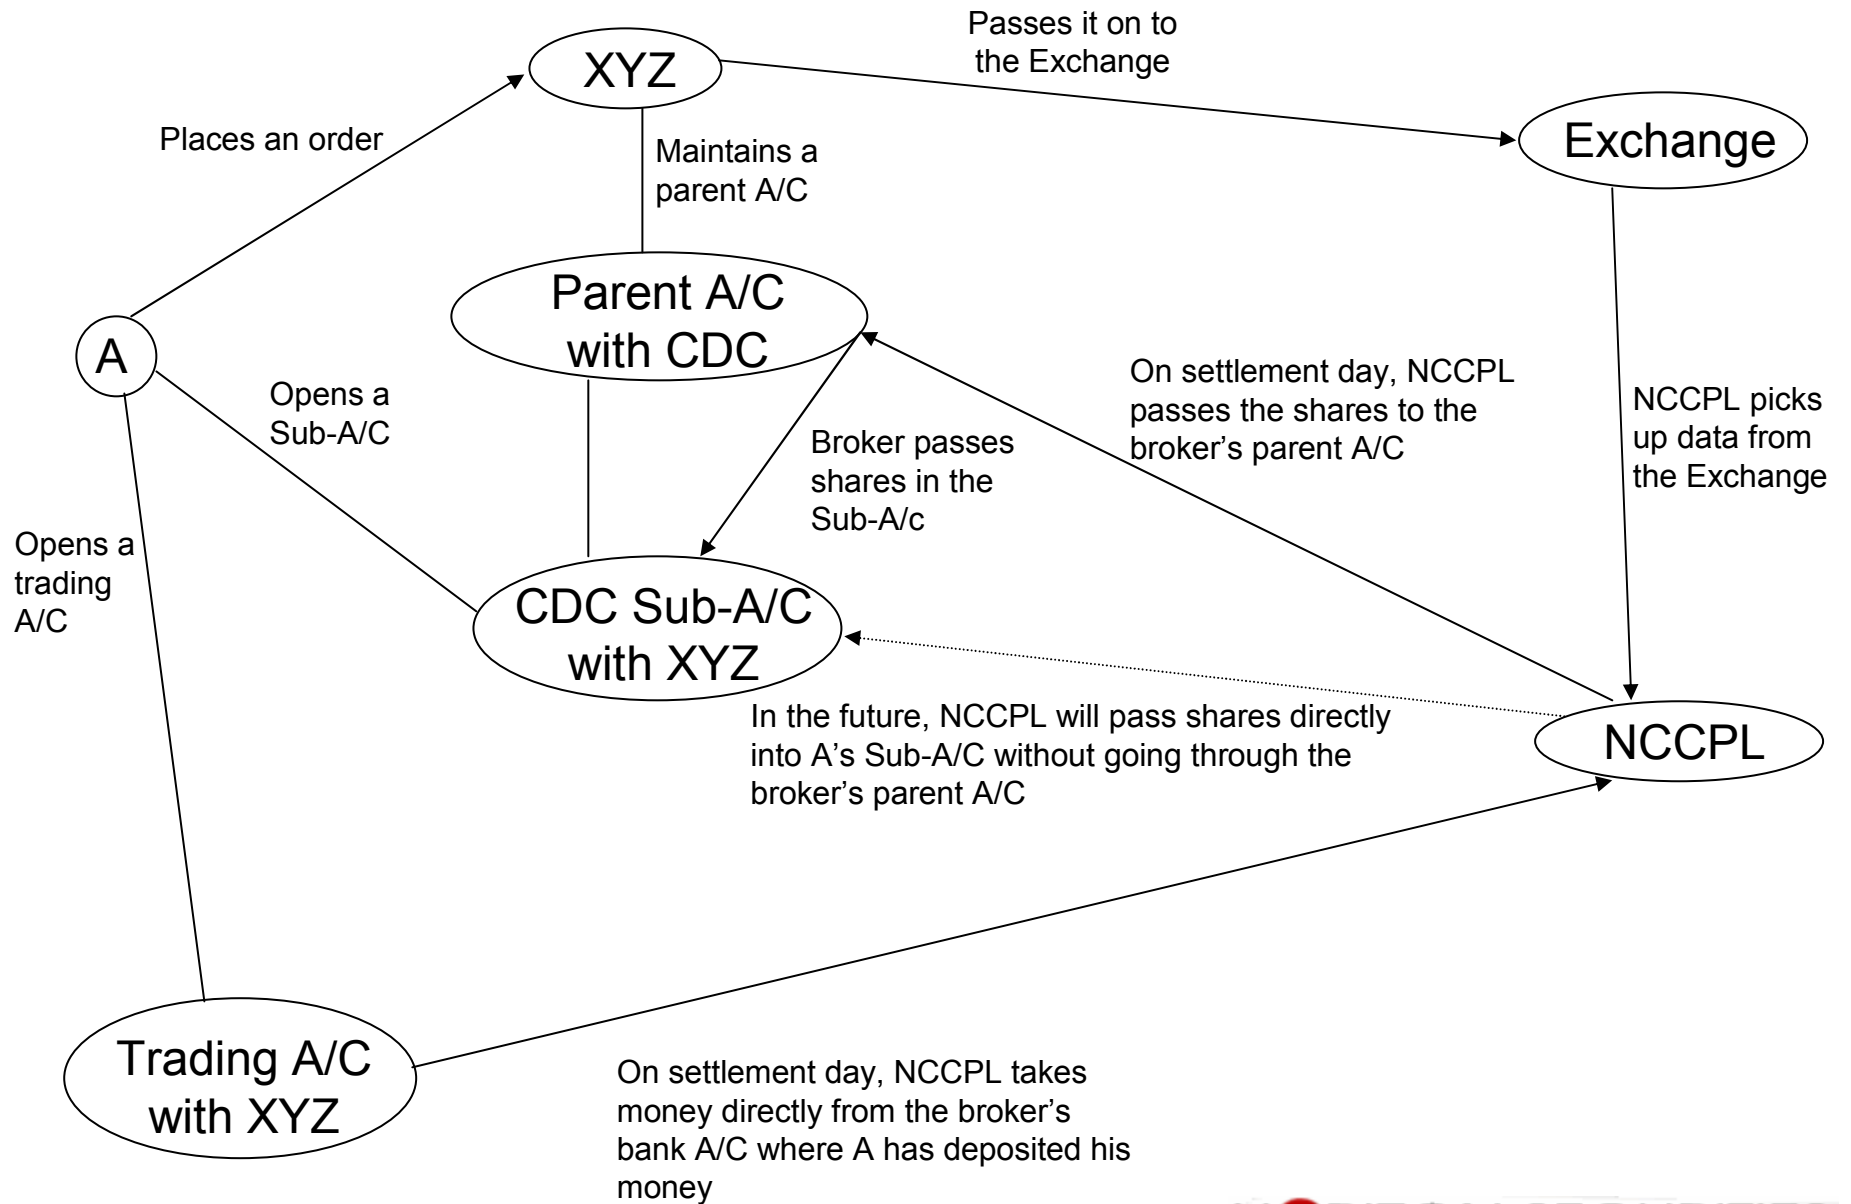 Passes it on to
the Exchange
XYZ
Exchange
Places an order
Maintains a
parent A/C
Parent A/C
with CDC
A
Opens a
Sub-A/C
On settlement day, NCCPL
passes the shares to the
broker’s parent A/C
NCCPL picks
up data from
the Exchange
Broker passes
shares in the
Sub-A/c
Opens a
trading
A/C
CDC Sub-A/C
with XYZ
In the future, NCCPL will pass shares directly
into A’s Sub-A/C without going through the
broker’s parent A/C
NCCPL
Trading A/C
with XYZ
On settlement day, NCCPL takes
money directly from the broker’s
bank A/C where A has deposited his
money